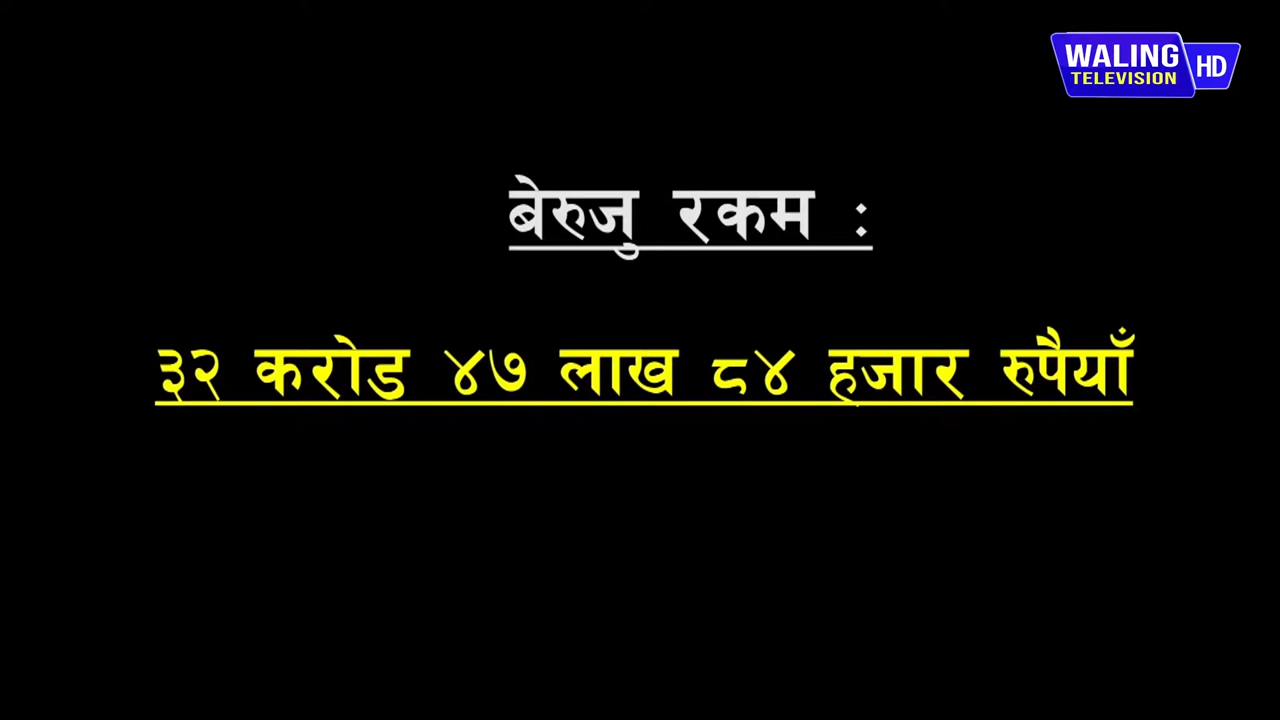 WALING
TELEVISION
HD
बेरुजु रकम :
३२ करोड ४७ लाख ८४ हजार रुपैयाँ